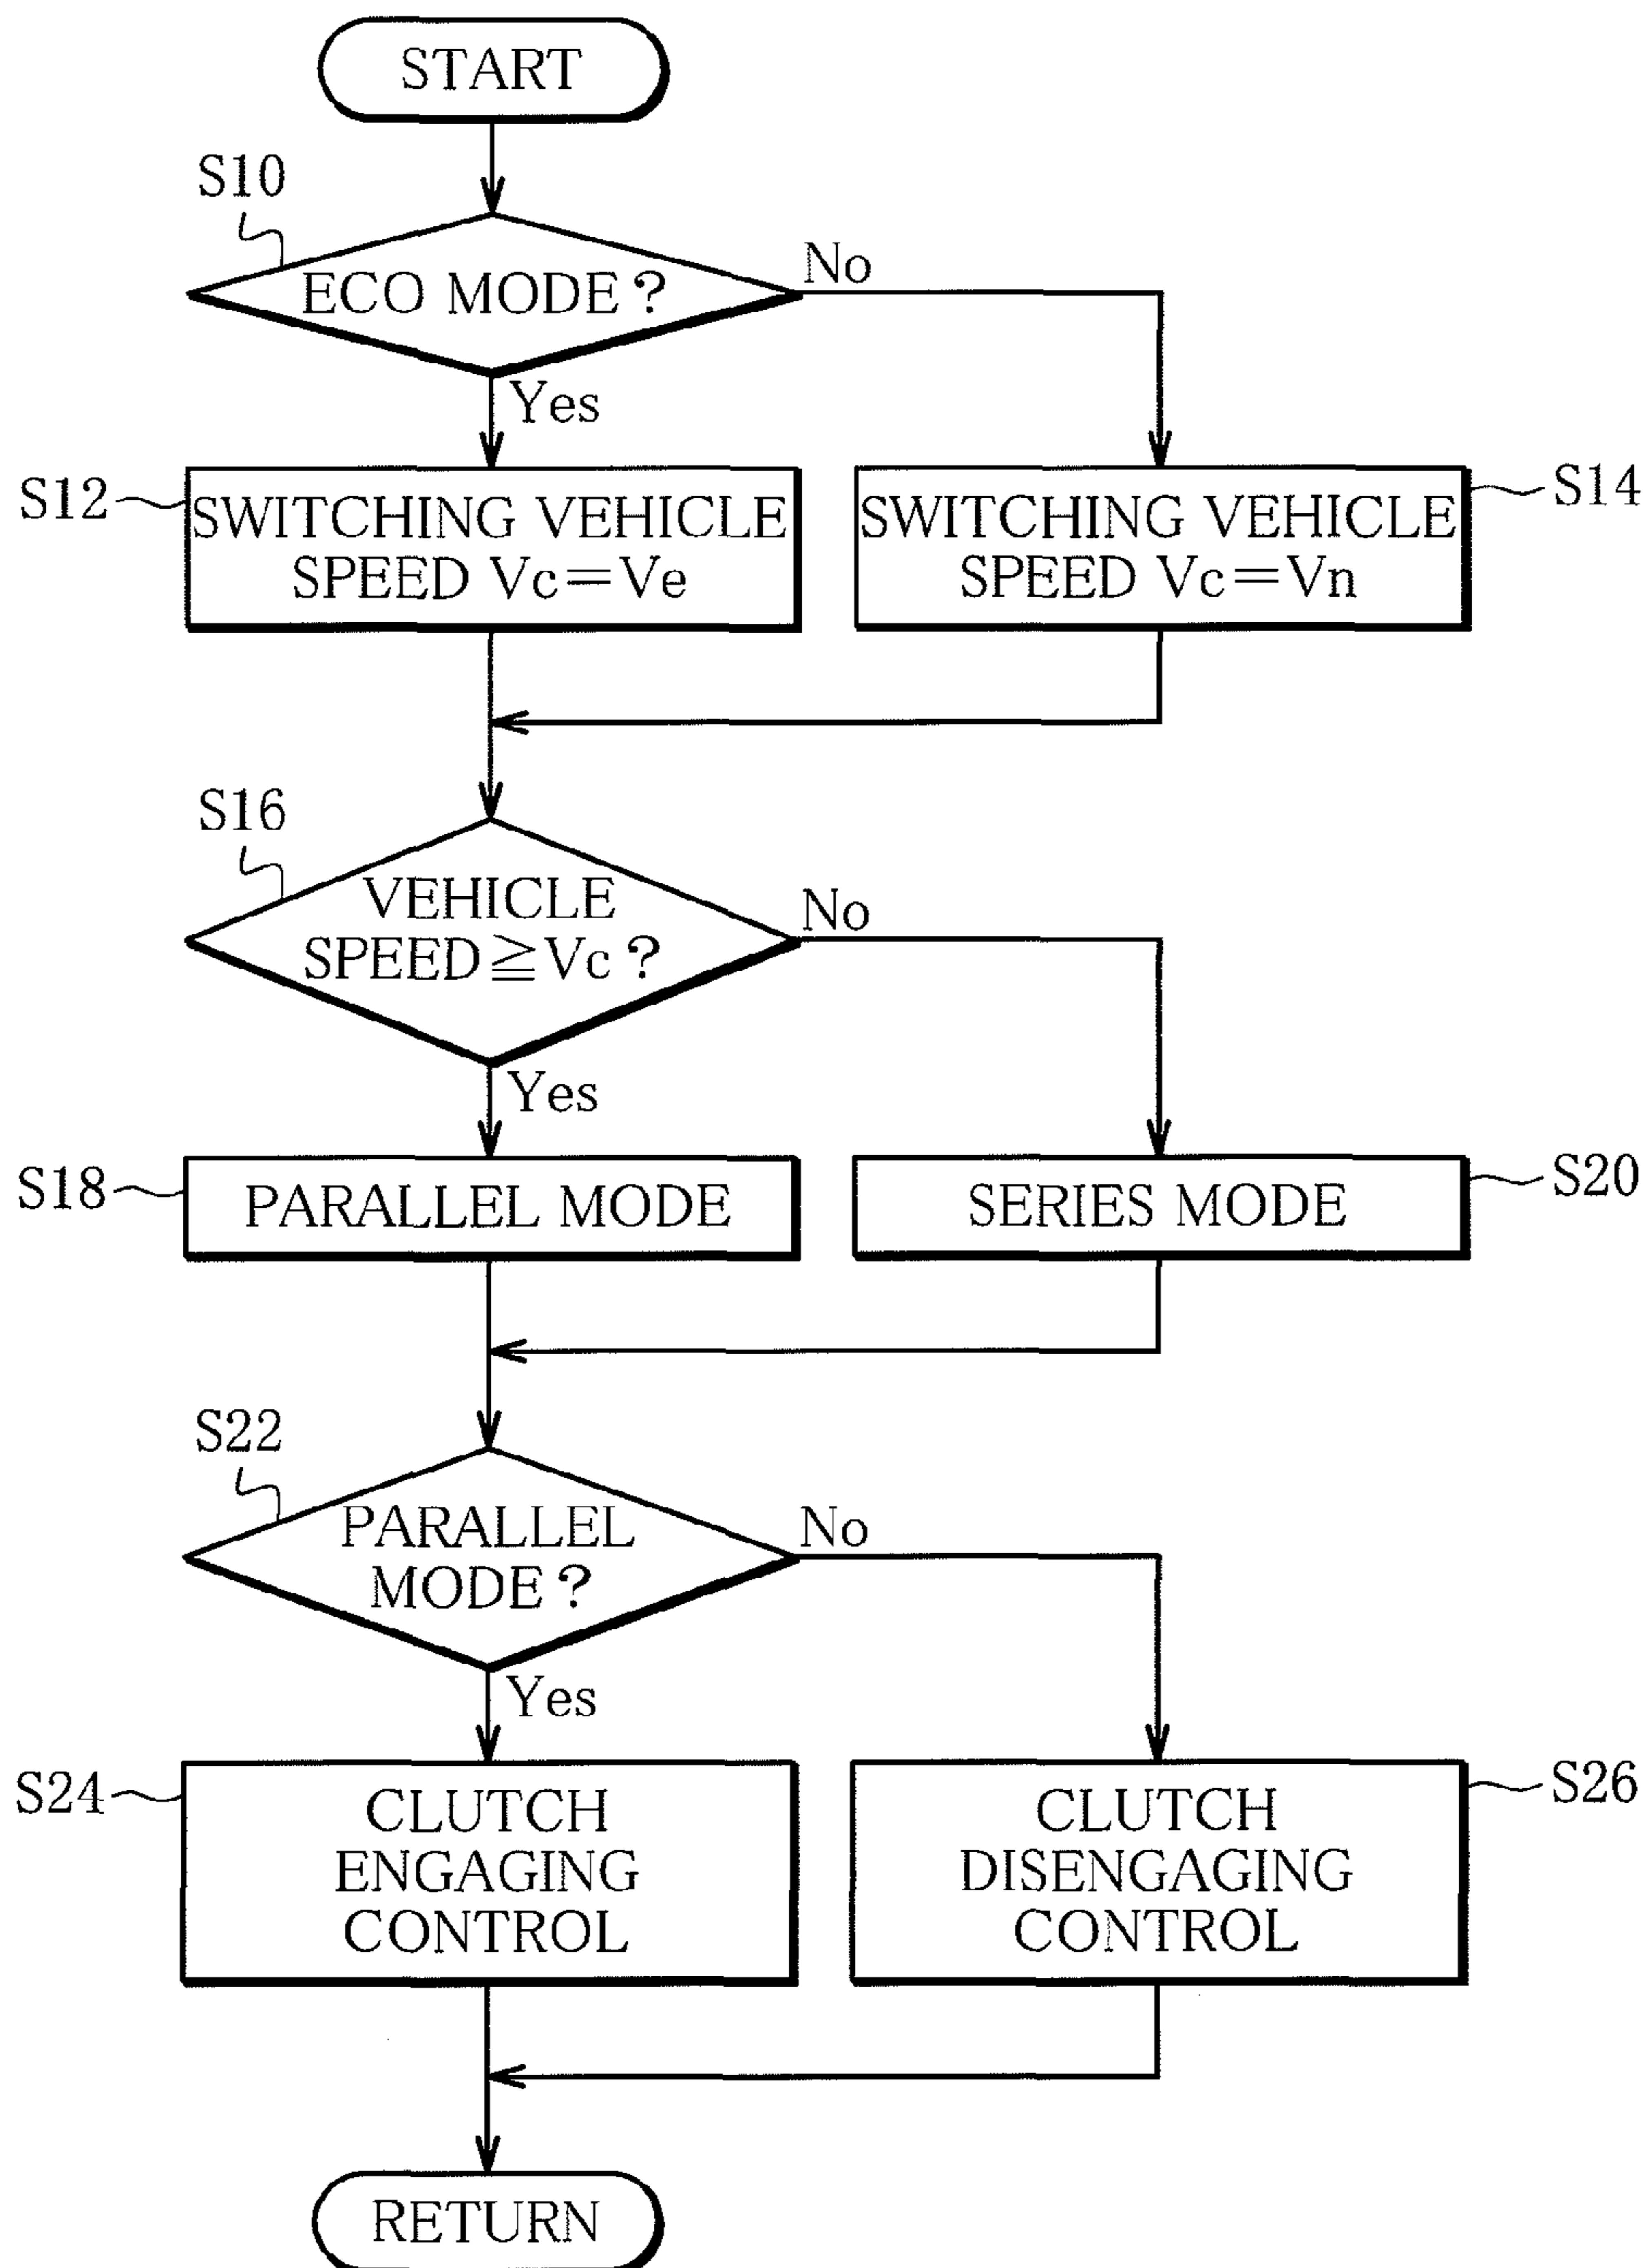 START
S10
ECO MODE?
No
Yes
S12
SWITCHING VEHICLE
SPEED Vc=Ve
SWITCHING VEHICLE
SPEED Vc=Vn
S14
S16
VEHICLE
SPEED≧Vc?
No
Yes
S18
PARALLEL MODE
SERIES MODE
S20
S22
PARALLEL
MODE?
No
Yes
S24
CLUTCH
ENGAGING
CONTROL
CLUTCH
DISENGAGING
CONTROL
S26
RETURN